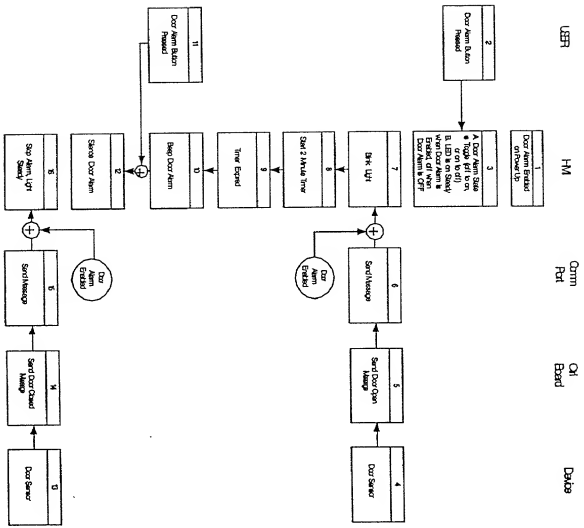 USER
HMI
Comm
Port
Ctrl
Board
Device
1
Door Alarm Enabled
on Power Up
2
Door Alarm Button
Pressed
3
A. Door Alarm State
is Toggle (off to on,
or on to off)
B. LED is on Steady
when Door Alarm is
Enabled, off when
Door Alarm is OFF
4
Door Sensor
5
Send Door Open
Message
6
Send Message
Door
Alarm
Enabled
7
Blink Light
8
Start 2 Minute Timer
9
Timer Expired
10
Beep Door Alarm
11
Door Alarm Button
Pressed
12
Silence Door Alarm
13
Door Sensor
14
Send Door Closed
Message
15
Send Message
Door
Alarm
Enabled
16
Stop Alarm, Light
Steady